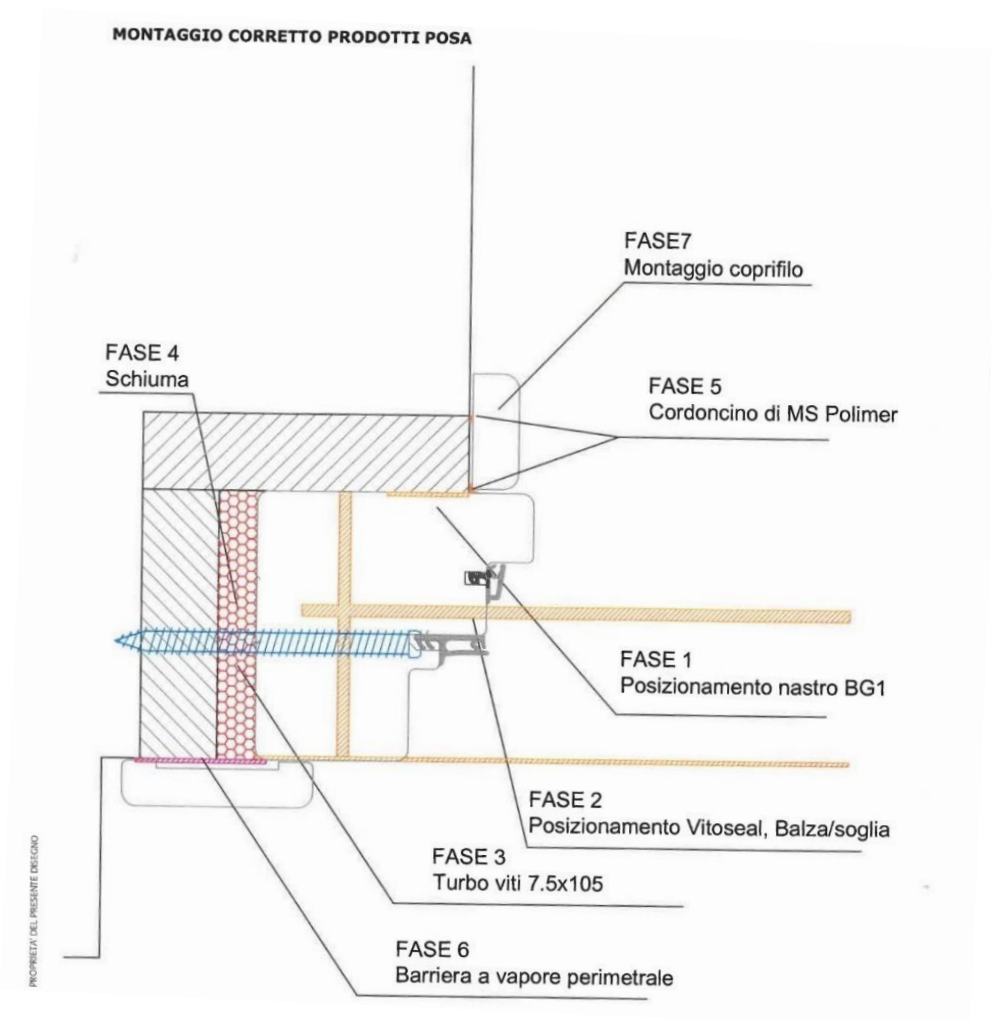 MONTAGGIO CORRETTO PRODOTTI POSA
FASE7
Montaggio coprifilo
FASE 4
Schiuma
FASE 5
Cordoncino di MS Polimer
FASE 1
Posizionamento nastro BG1
FASE 2
Posizionamento Vitoseal, Balza/soglia
FASE 3
Turbo viti 7.5x105
FASE 6
Barriera a vapore perimetrale
PROPRIETA' DEL PRESENTE DISEGNO